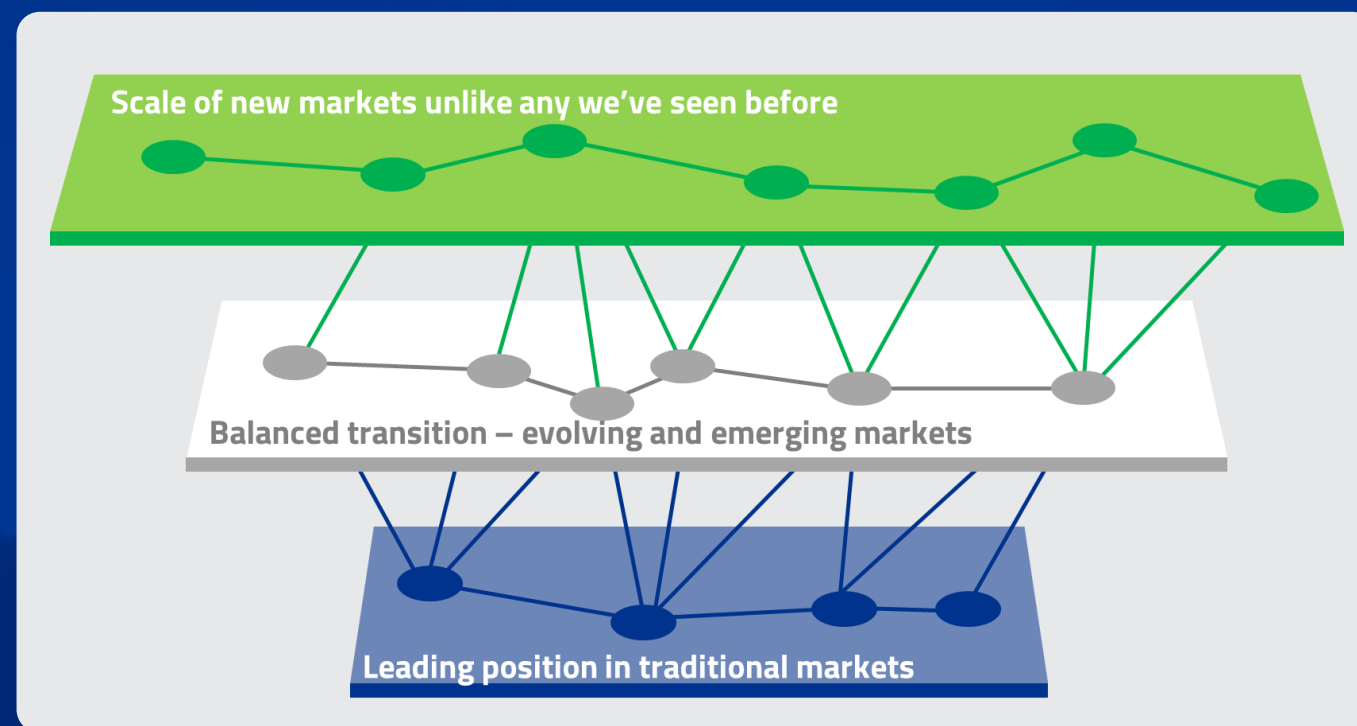 Scale of new markets unlike any we’ve seen before
Balanced transition – evolving and emerging markets
Leading position in traditional markets